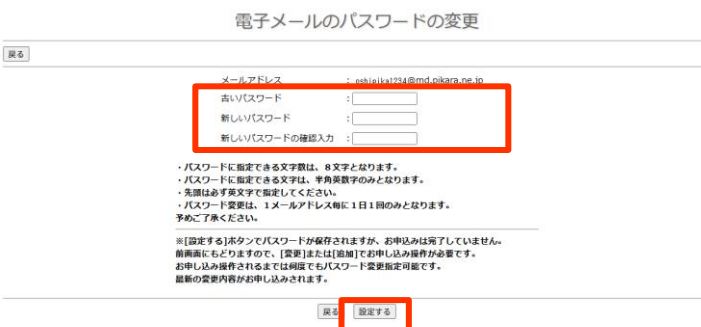 電子メールのパスワードの変更
戻る
メールアドレス : oshipika1234@md.pikara.ne.jp
古いパスワード :
新しいパスワード :
新しいパスワードの確認入力 :
・パスワードに指定できる文字数は、8文字となります。
・パスワードに指定できる文字は、半角英数字のみとなります。
・先頭は必ず英文字で指定してください。
・パスワード変更は、1メールアドレス毎に1日1回のみとなります。
予めご了承ください。
※[設定する]ボタンでパスワードが保存されますが、お申込みは完了していません。
前画面にもどりますので、[変更]または[追加]でお申し込み操作が必要です。
お申し込み操作されるまでは何度でもパスワード変更指定可能です。
最新の変更内容がお申し込みされます。
戻る 設定する